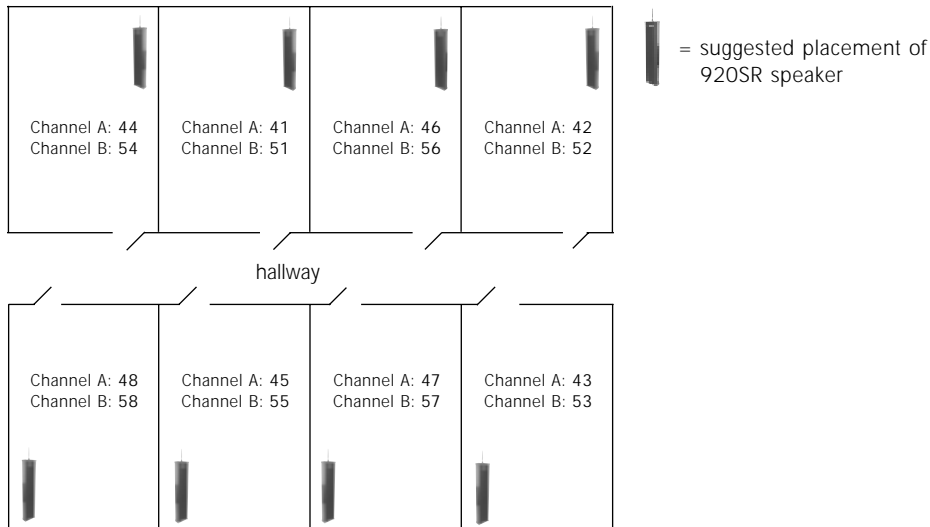 = suggested placement of
920SR speaker
Channel A: 44
Channel B: 54
Channel A: 41
Channel B: 51
Channel A: 46
Channel B: 56
Channel A: 42
Channel B: 52
hallway
Channel A: 48
Channel B: 58
Channel A: 45
Channel B: 55
Channel A: 47
Channel B: 57
Channel A: 43
Channel B: 53